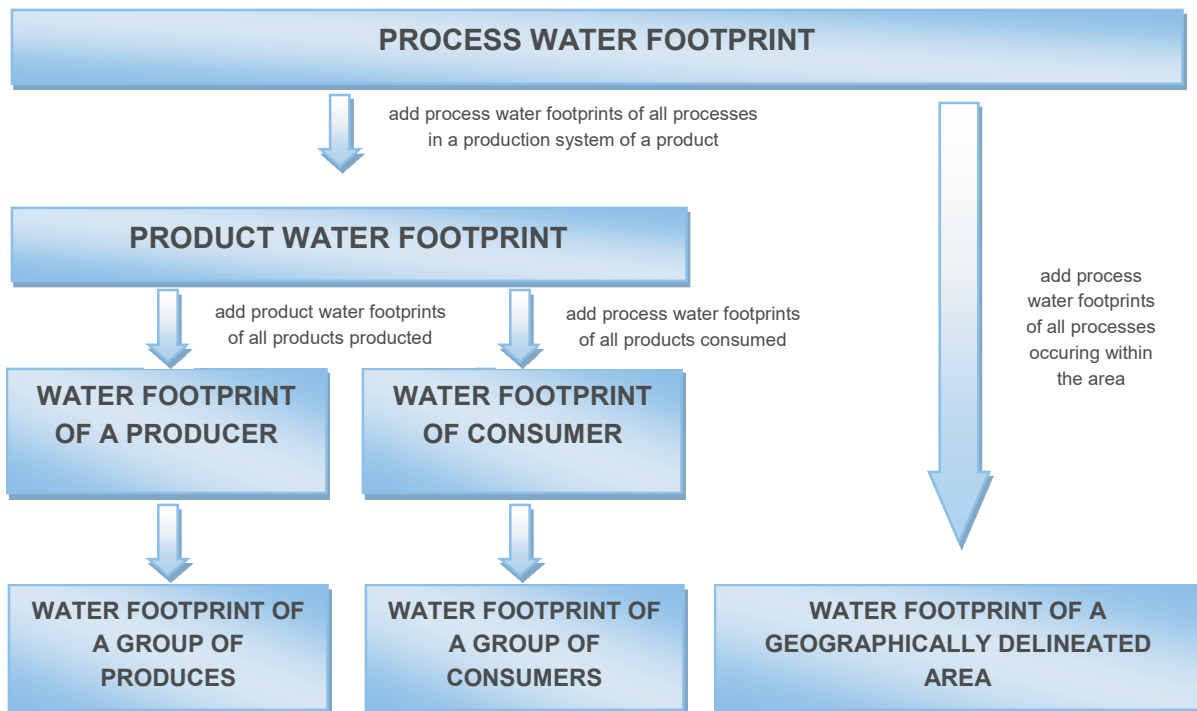 PROCESS WATER FOOTPRINT
add process water footprints of all processes
in a production system of a product
PRODUCT WATER FOOTPRINT
add product water footprints
of all products producted
add process water footprints
of all products consumed
add process
water footprints
of all processes
occuring within
the area
WATER FOOTPRINT
OF A PRODUCER
WATER FOOTPRINT
OF CONSUMER
WATER FOOTPRINT OF
A GROUP OF
PRODUCES
WATER FOOTPRINT OF
A GROUP OF
CONSUMERS
WATER FOOTPRINT OF A
GEOGRAPHICALLY DELINEATED
AREA